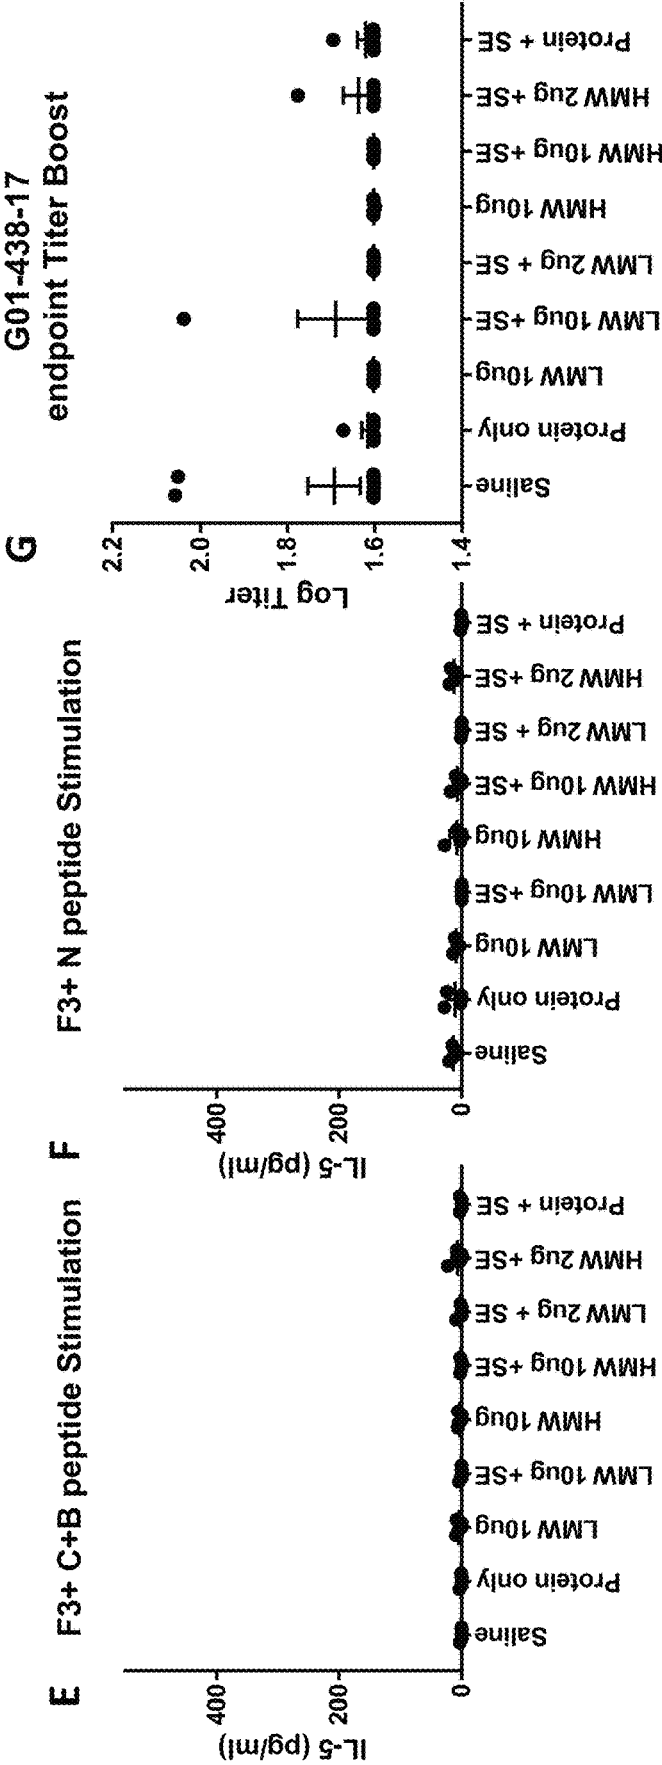 E
F3+ C+B peptide Stimulation
IL-5 (pg/ml)
400
200
0
Saline
Protein only
LMW 10ug
LMW 10ug +SE
HMW 10ug
HMW 10ug +SE
LMW 2ug + SE
HMW 2ug +SE
Protein + SE
F
F3+ N peptide Stimulation
IL-5 (pg/ml)
400
200
0
Saline
Protein only
LMW 10ug
LMW 10ug +SE
HMW 10ug
HMW 10ug +SE
LMW 2ug + SE
HMW 2ug +SE
Protein + SE
G
G01-438-17
endpoint Titer Boost
Log Titer
2.2
2.0
1.8
1.6
1.4
Saline
Protein only
LMW 10ug
LMW 10ug +SE
LMW 2ug + SE
HMW 10ug
HMW 10ug +SE
HMW 2ug +SE
Protein + SE